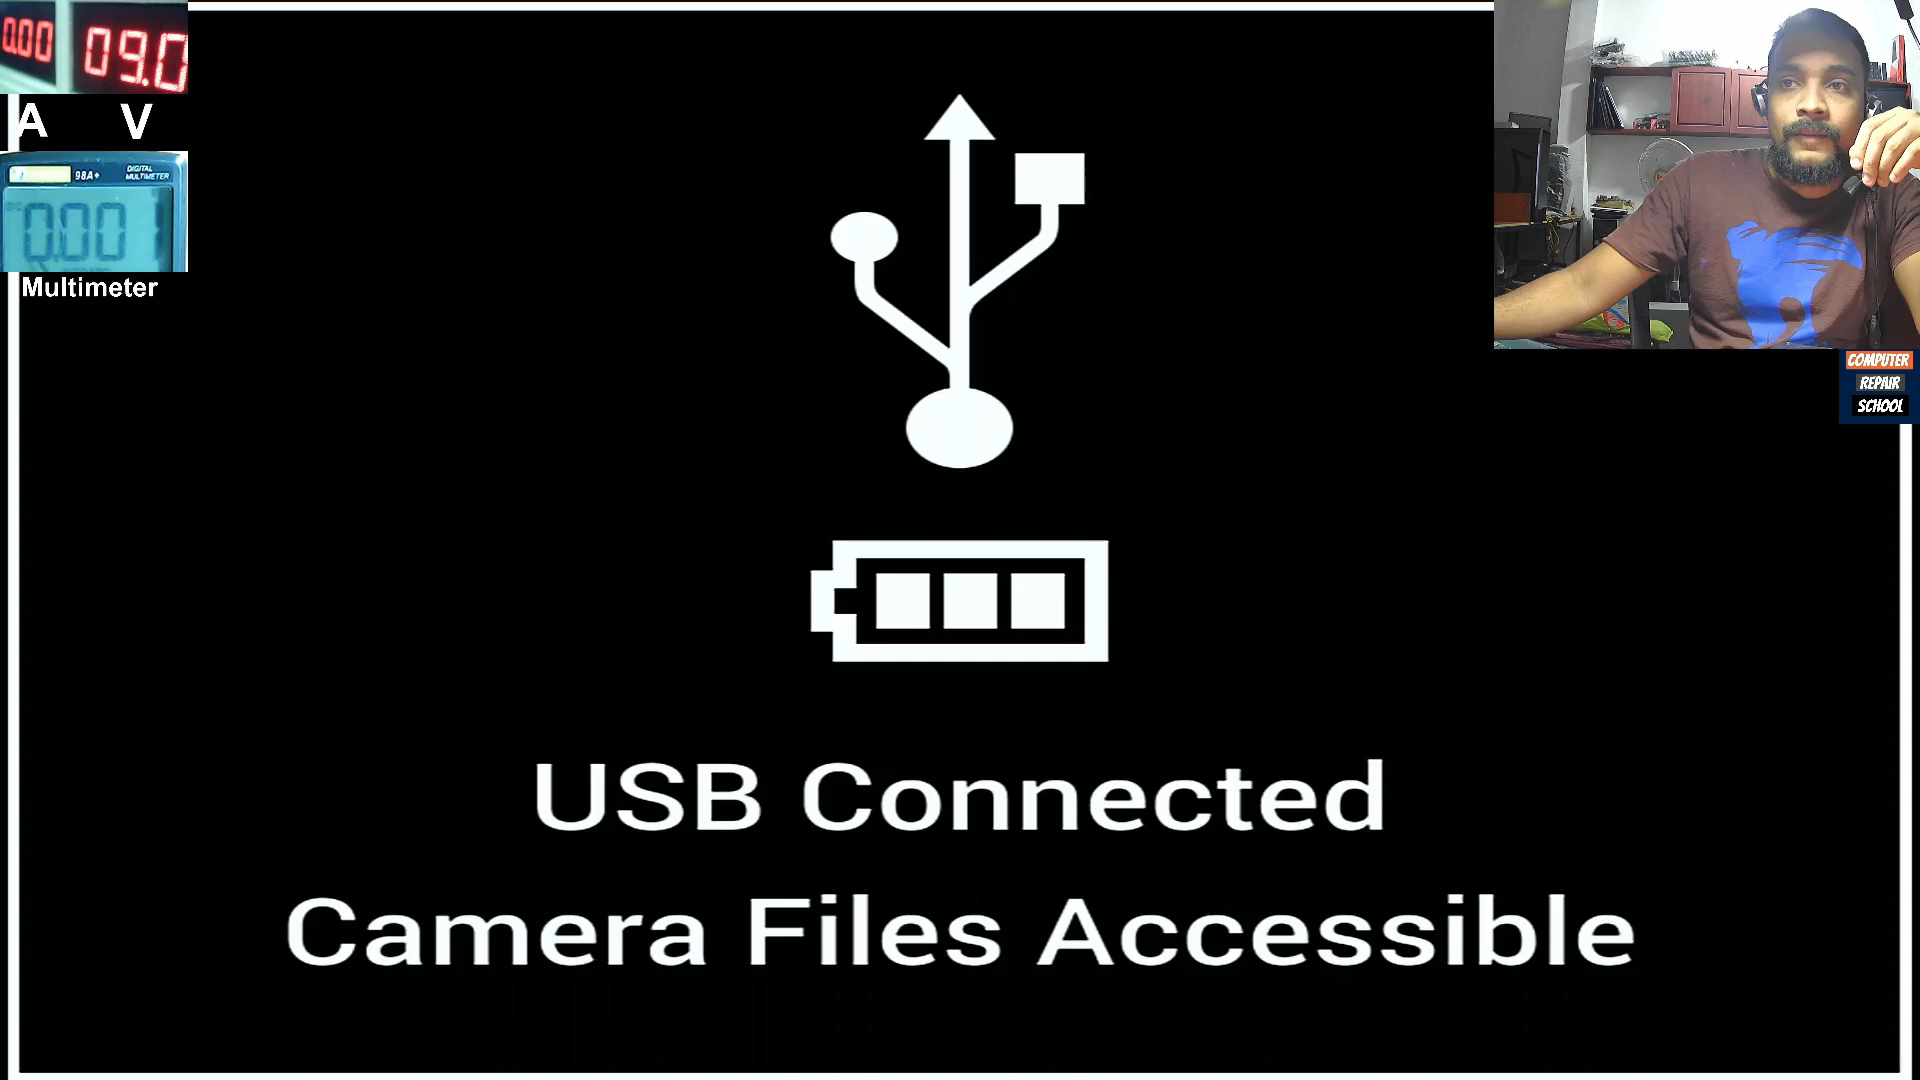 0.00 09.0
A V
98A+ DIGITAL MULTIMETER
0.00
Multimeter
COMPUTER
REPAIR
SCHOOL
USB Connected
Camera Files Accessible